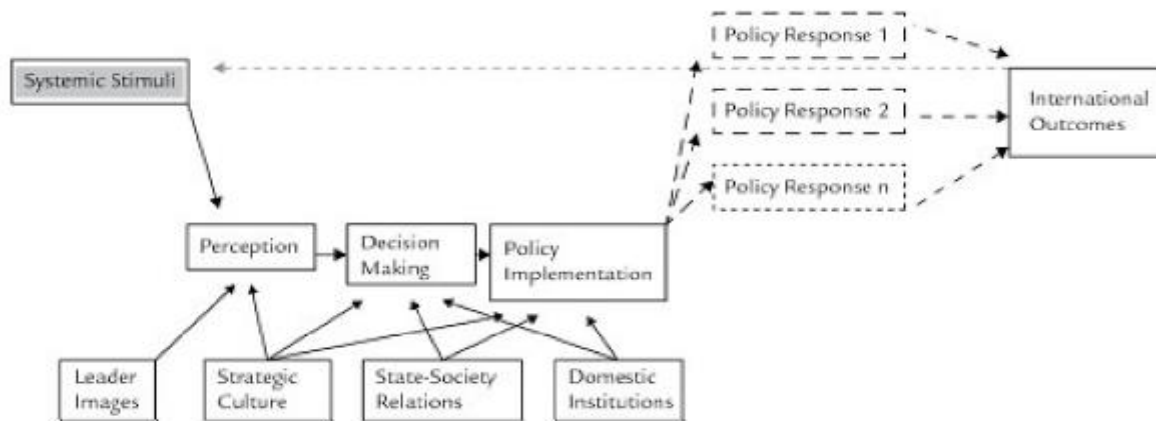 Policy Response 1
Systemic Stimuli
Policy Response 2
International
Outcomes
Policy Response n
Perception
Decision
Making
Policy
Implementation
Leader
Images
Strategic
Culture
State-Society
Relations
Domestic
Institutions